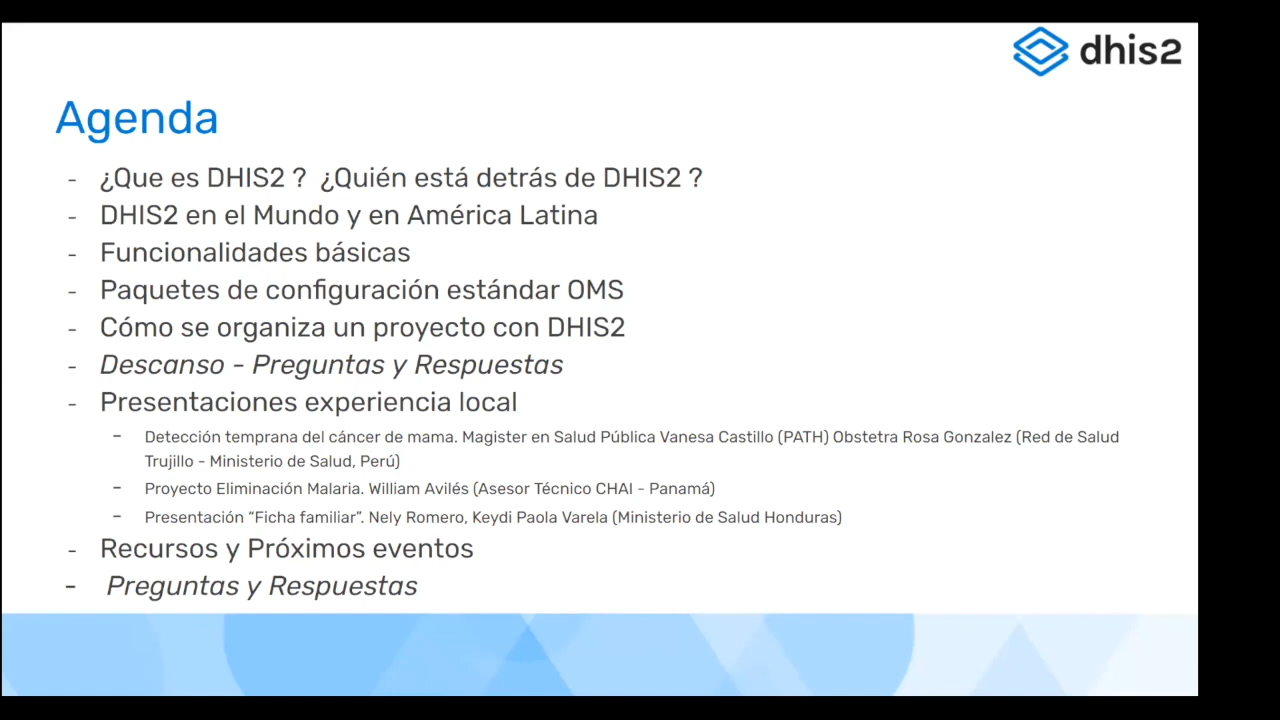 dhis2
Agenda
- ¿Que es DHIS2 ? ¿Quién está detrás de DHIS2 ?
- DHIS2 en el Mundo y en América Latina
- Funcionalidades básicas
- Paquetes de configuración estándar OMS
- Cómo se organiza un proyecto con DHIS2
- Descanso - Preguntas y Respuestas
- Presentaciones experiencia local
- Detección temprana del cáncer de mama. Magister en Salud Pública Vanesa Castillo (PATH) Obstetra Rosa Gonzalez (Red de Salud
Trujillo - Ministerio de Salud, Perú)
- Proyecto Eliminación Malaria. William Avilés (Asesor Técnico CHAI - Panamá)
- Presentación “Ficha familiar”. Nely Romero, Keydi Paola Varela (Ministerio de Salud Honduras)
- Recursos y Próximos eventos
- Preguntas y Respuestas